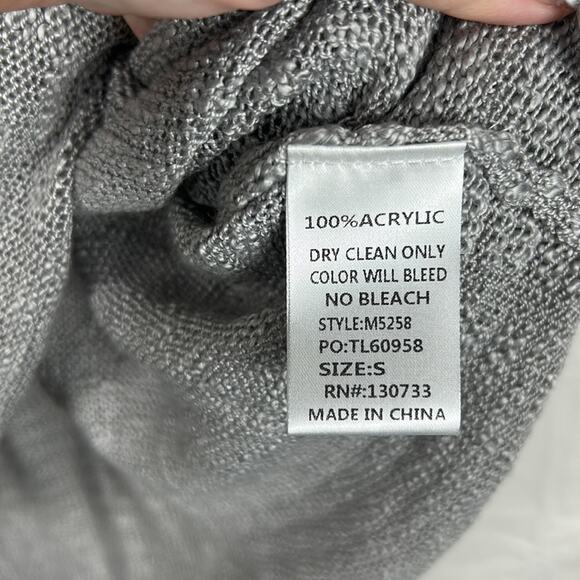 100%ACRYLIC
DRY CLEAN ONLY
COLOR WILL BLEED
NO BLEACH
STYLE:M5258
PO:TL60958
SIZE:S
RN#:130733
MADE IN CHINA